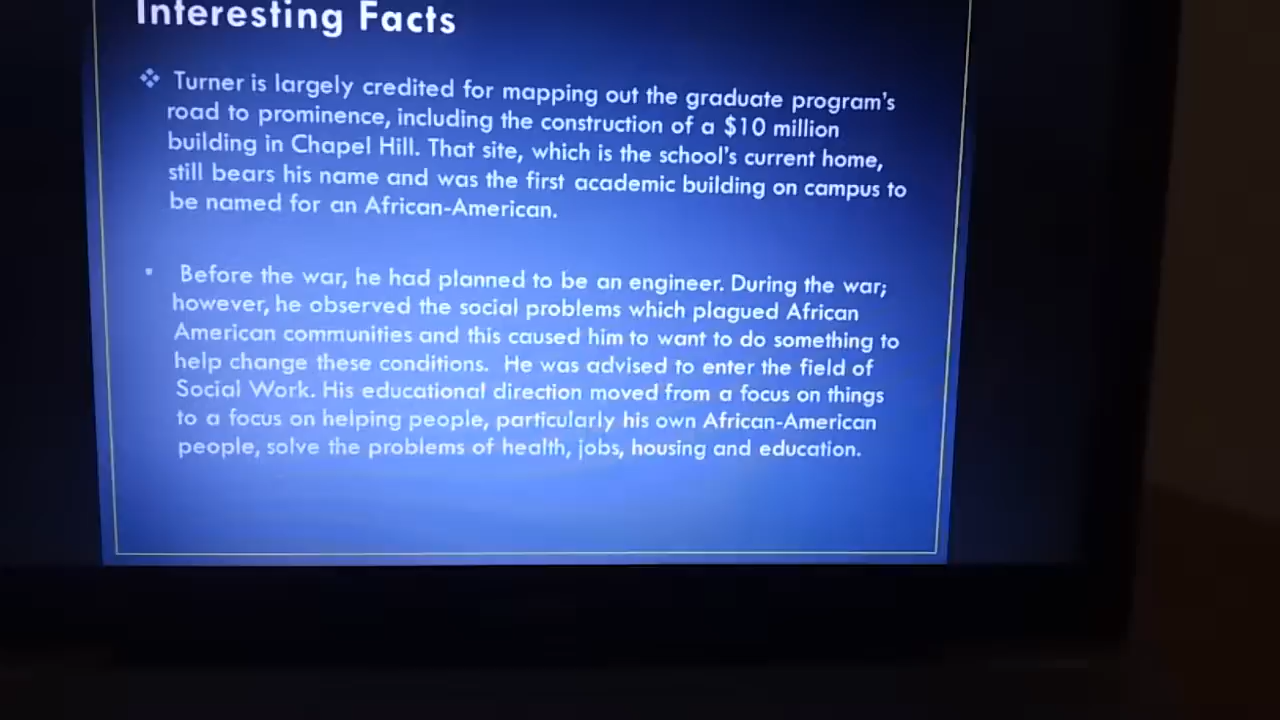 Interesting Facts
❖ Turner is largely credited for mapping out the graduate program's
road to prominence, including the construction of a $10 million
building in Chapel Hill. That site, which is the school's current home,
still bears his name and was the first academic building on campus to
be named for an African-American.
▪ Before the war, he had planned to be an engineer. During the war;
however, he observed the social problems which plagued African
American communities and this caused him to want to do something to
help change these conditions. He was advised to enter the field of
Social Work. His educational direction moved from a focus on things
to a focus on helping people, particularly his own African-American
people, solve the problems of health, jobs, housing and education.